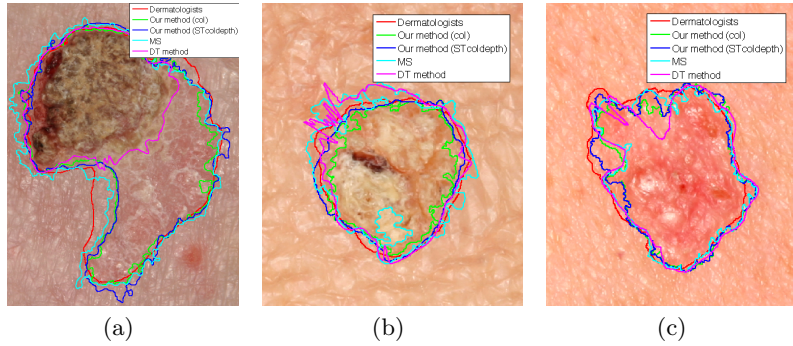 Dermatologists
Our method (col)
Our method (STcoldepth)
MS
DT method
Dermatologists
Our method (col)
Our method (STcoldepth)
MS
DT method
Dermatologists
Our method (col)
Our method (STcoldepth)
MS
DT method
(a)
(b)
(c)